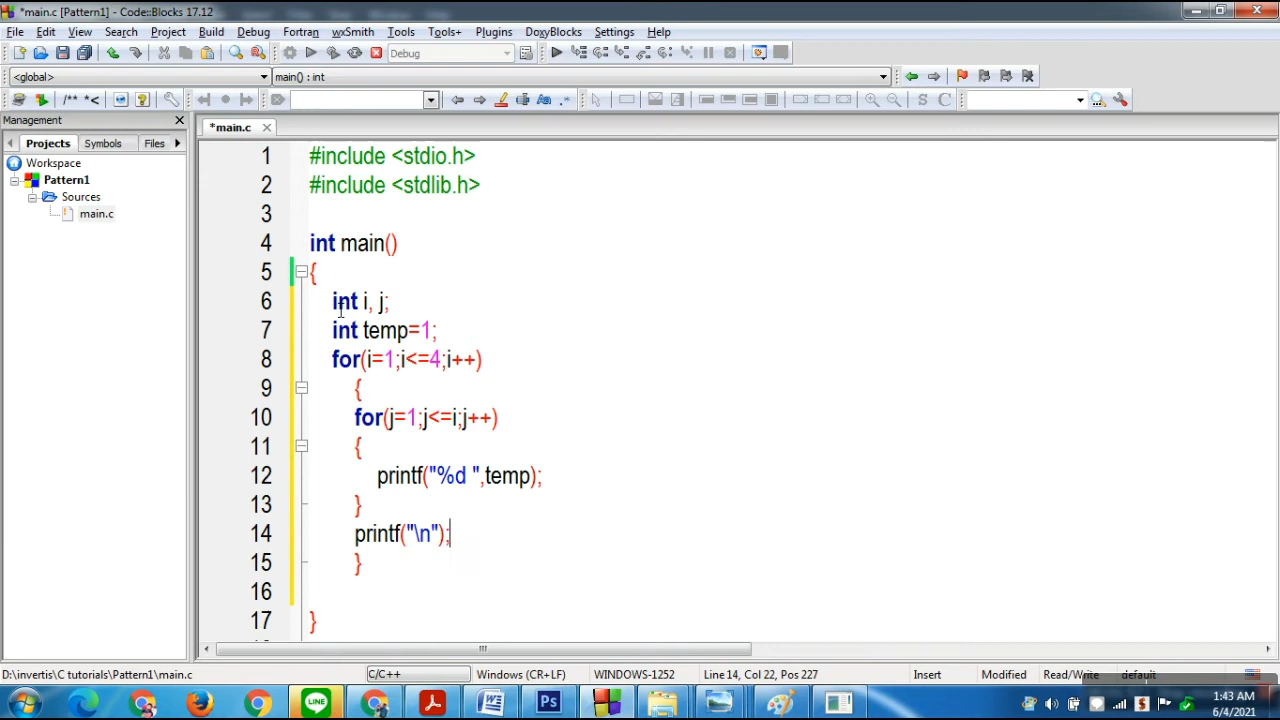 *main.c [Pattern1] - Code::Blocks 17.12
File Edit View Search Project Build Debug Fortran wxSmith Tools Tools+ Plugins DoxyBlocks Settings Help
Debug
<global> main() : int
/** *< S C
Management
Projects Symbols Files
Workspace
Pattern1
Sources
main.c
*main.c
1 #include <stdio.h>
2 #include <stdlib.h>
3
4 int main()
5 {
6 int i, j;
7 int temp=1;
8 for(i=1;i<=4;i++)
9 {
10 for(j=1;j<=i;j++)
11 {
12 printf("%d ",temp);
13 }
14 printf("\n");
15 }
16
17 }
D:\invertis\C tutorials\Pattern1\main.c C/C++ Windows (CR+LF) WINDOWS-1252 Line 14, Col 22, Pos 227 Insert Modified Read/Write default
LINE Ps
1:43 AM
6/4/2021